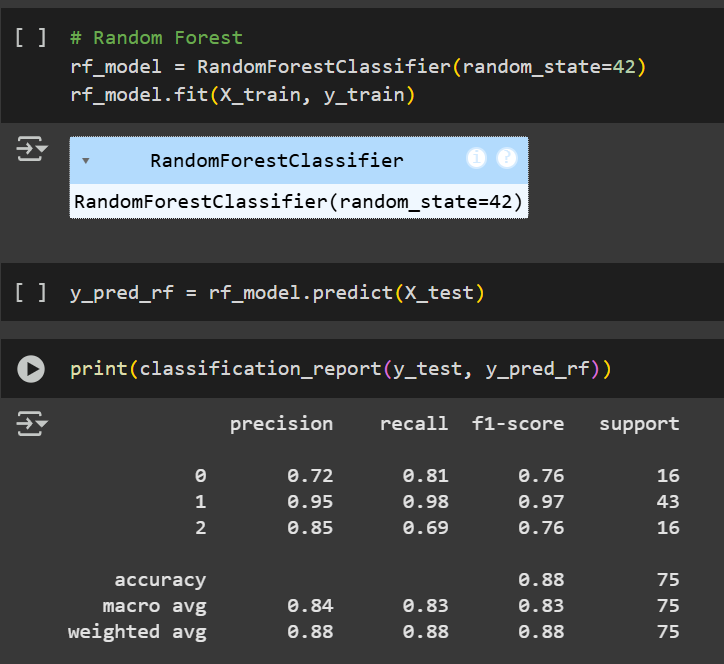 [ ] # Random Forest
rf_model = RandomForestClassifier(random_state=42)
rf_model.fit(X_train, y_train)
RandomForestClassifier i ?
RandomForestClassifier(random_state=42)
[ ] y_pred_rf = rf_model.predict(X_test)
print(classification_report(y_test, y_pred_rf))
precision recall f1-score support
0 0.72 0.81 0.76 16
1 0.95 0.98 0.97 43
2 0.85 0.69 0.76 16
accuracy 0.88 75
macro avg 0.84 0.83 0.83 75
weighted avg 0.88 0.88 0.88 75